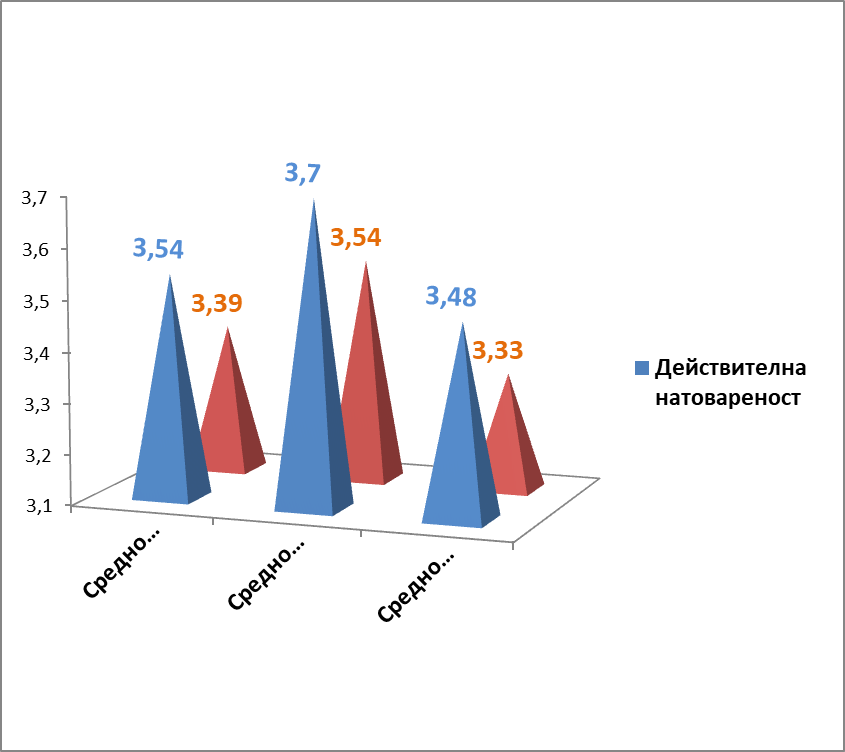 3,7
3,6
3,5
3,4
3,3
3,2
3,1
3,54
3,39
3,7
3,54
3,48
3,33
Средно...
Средно...
Средно...
Действителна
натовареност